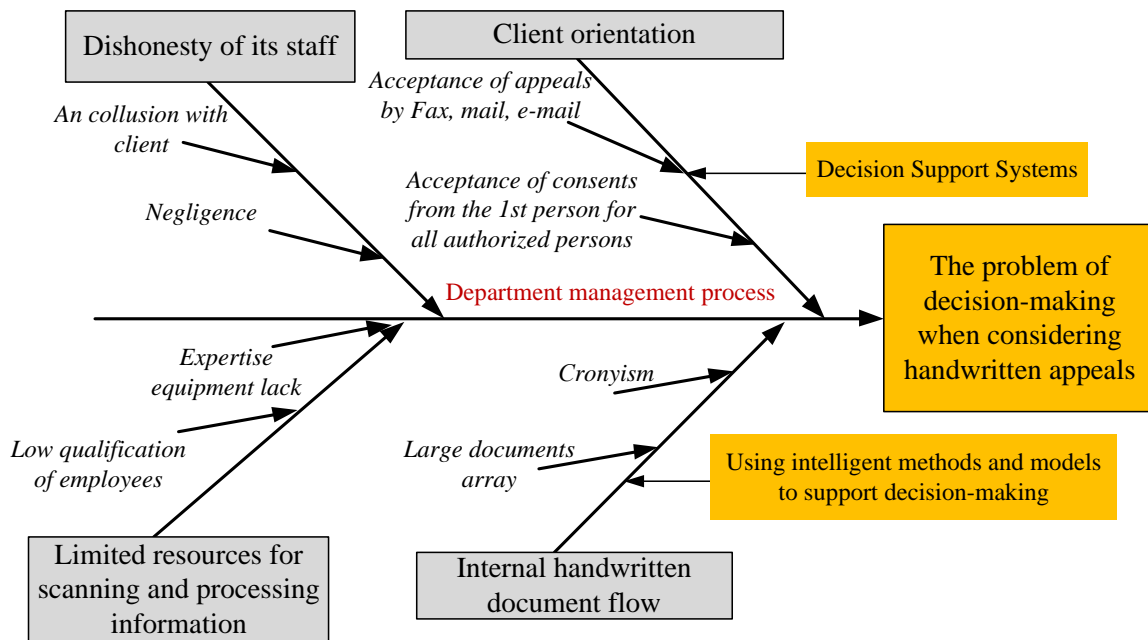 Dishonesty of its staff
Client orientation
An collusion with
client
Negligence
Acceptance of appeals
by Fax, mail, e-mail
Acceptance of consents
from the 1st person for
all authorized persons
Decision Support Systems
Department management process
The problem of
decision-making
when considering
handwritten appeals
Expertise
equipment lack
Low qualification
of employees
Cronyism
Large documents
array
Using intelligent methods and models
to support decision-making
Limited resources for
scanning and processing
information
Internal handwritten
document flow